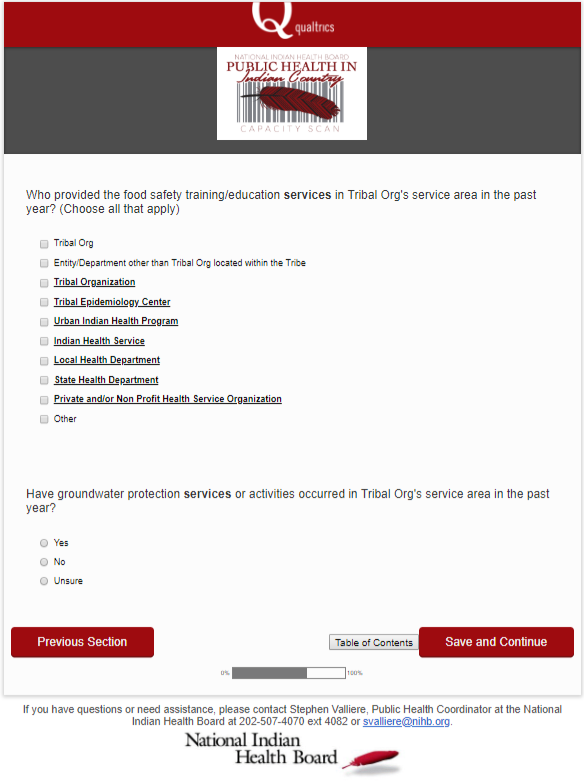 Qualtrics
NATIONAL INDIAN HEALTH BOARD
PUBLIC HEALTH IN
Indian Country
CAPACITY SCAN
Who provided the food safety training/education services in Tribal Org's service area in the past
year? (Choose all that apply)
Tribal Org
Entity/Department other than Tribal Org located within the Tribe
Tribal Organization
Tribal Epidemiology Center
Urban Indian Health Program
Indian Health Service
Local Health Department
State Health Department
Private and/or Non Profit Health Service Organization
Other
Have groundwater protection services or activities occurred in Tribal Org's service area in the past
year?
Yes
No
Unsure
Previous Section
Table of Contents
Save and Continue
0%
100%
If you have questions or need assistance, please contact Stephen Valliere, Public Health Coordinator at the National
Indian Health Board at 202-507-4070 ext 4082 or svalliere@nihb.org.
National Indian
Health Board